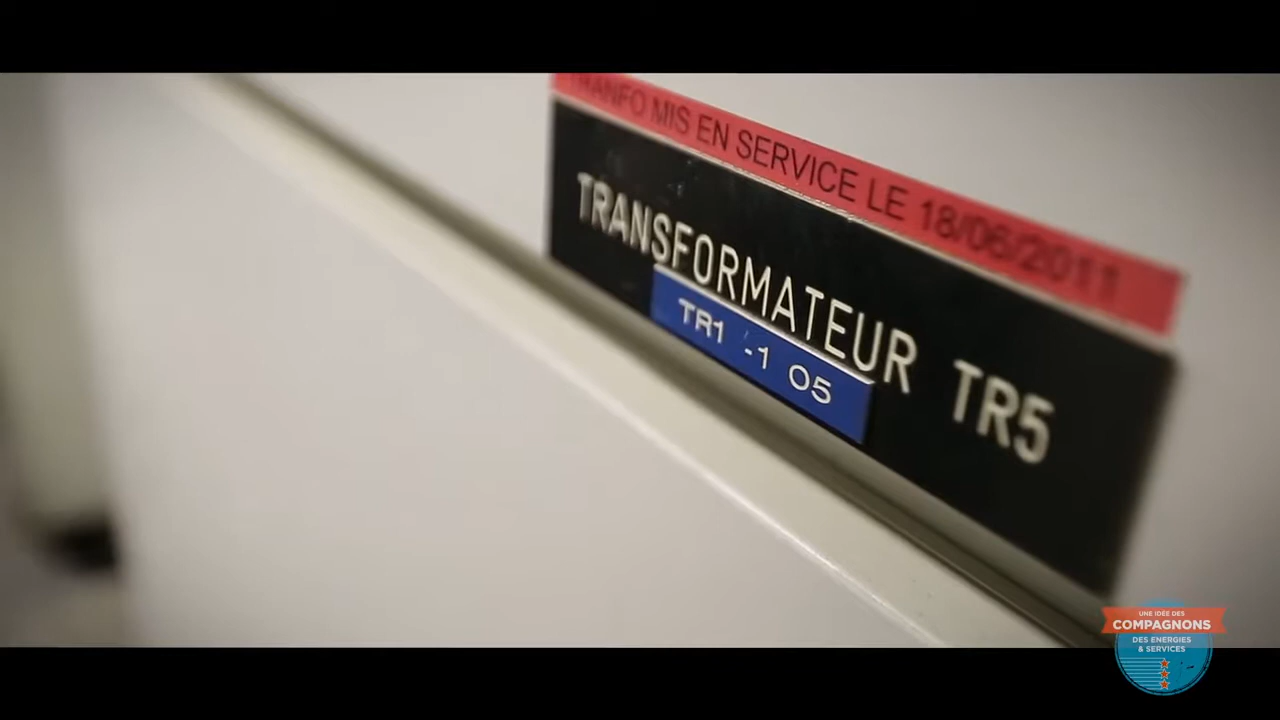 TRANFO MIS EN SERVICE LE 18/06/2011
TRANSFORMATEUR TR5
TR1 -1 05
UNE IDÉE DES
COMPAGNONS
DES ENERGIES
& SERVICES